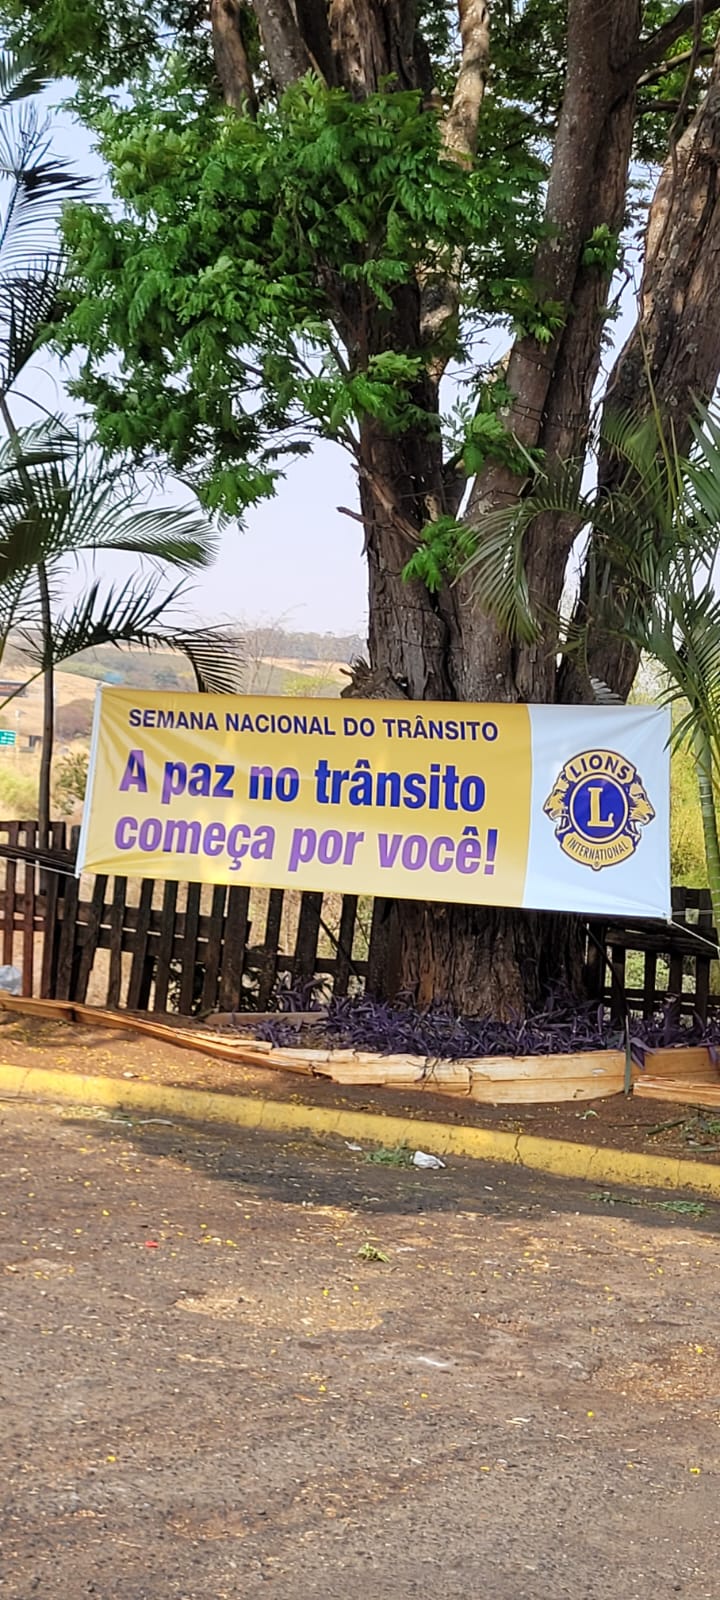 SEMANA NACIONAL DO TRÂNSITO
A paz no trânsito
começa por você!
LIONS
L
INTERNATIONAL
®